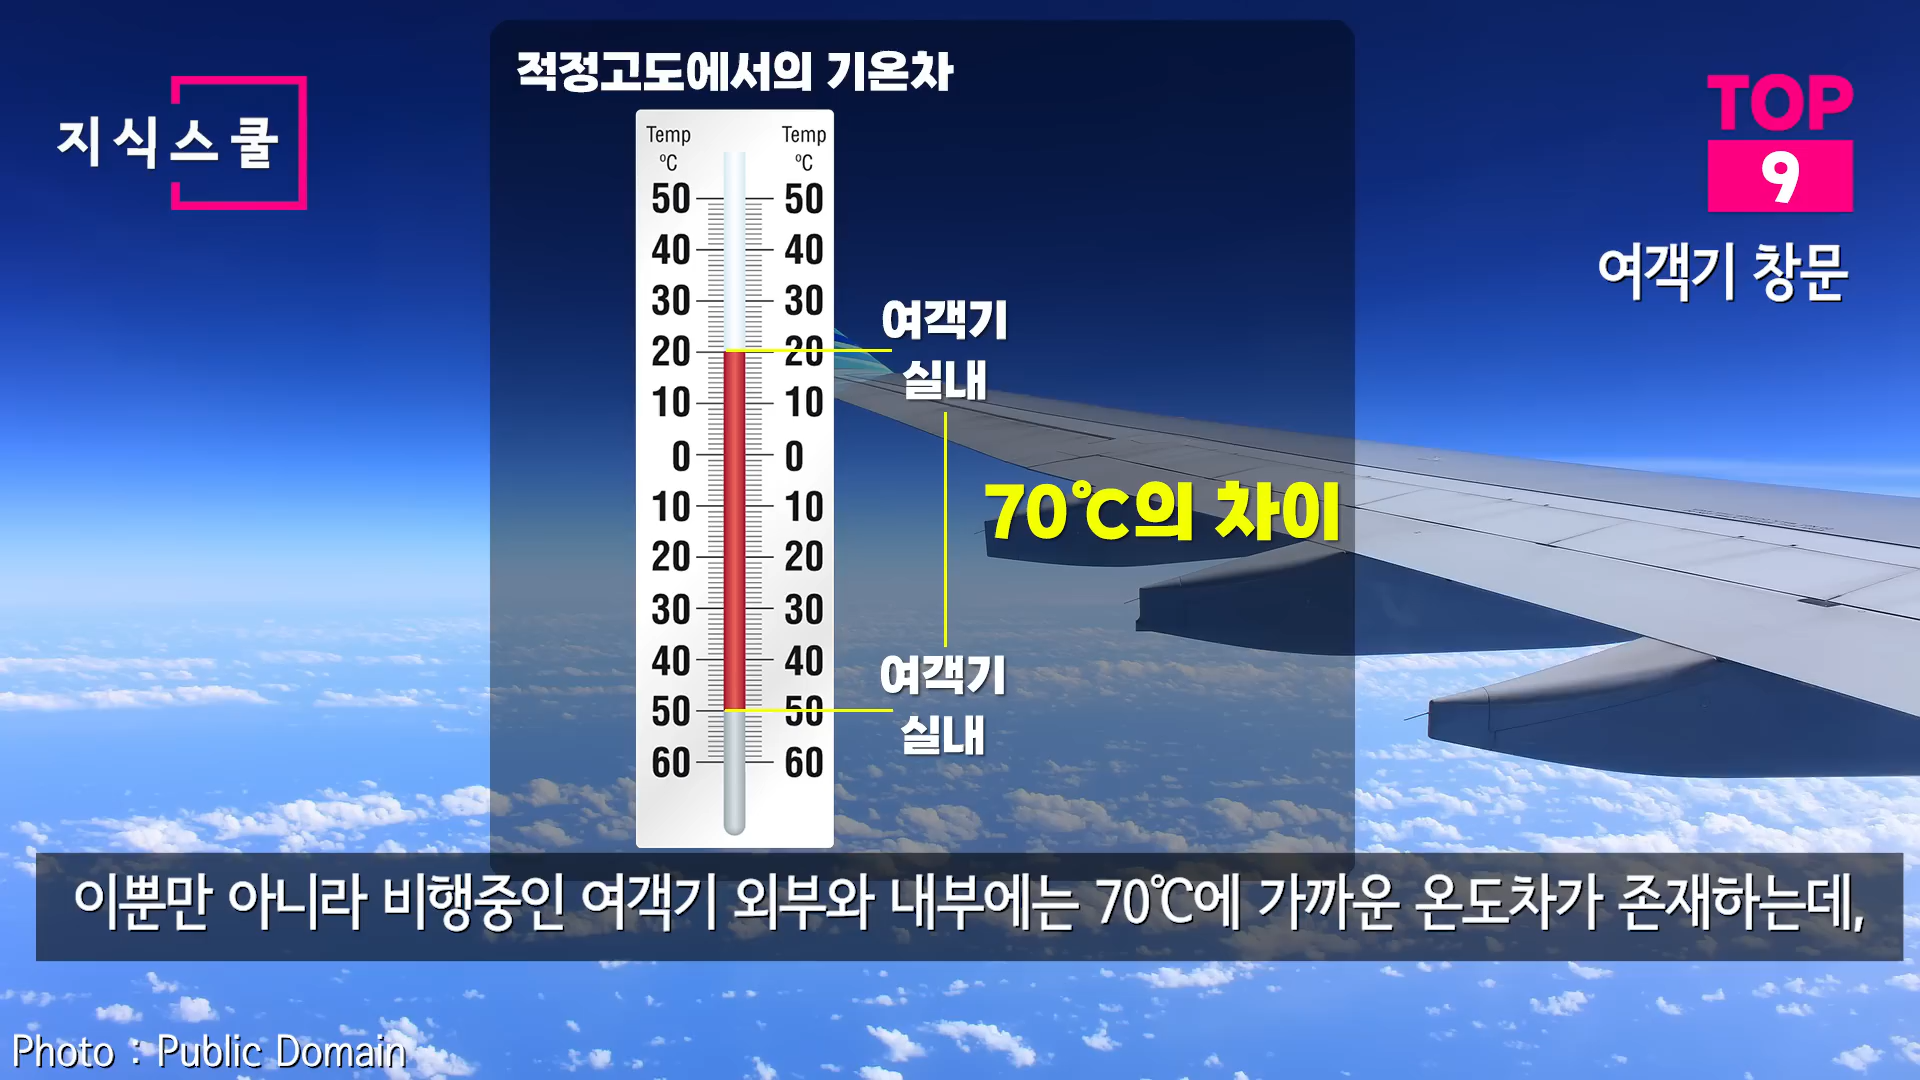 적정고도에서의 기온차
지식스쿨
TOP
9
여객기 창문
Temp Temp
℃ ℃
50 50
40 40
30 30
20 20
10 10
0 0
10 10
20 20
30 30
40 40
50 50
60 60
여객기
실내
70℃의 차이
여객기
실내
이뿐만 아니라 비행중인 여객기 외부와 내부에는 70℃에 가까운 온도차가 존재하는데,
Photo : Public Domain